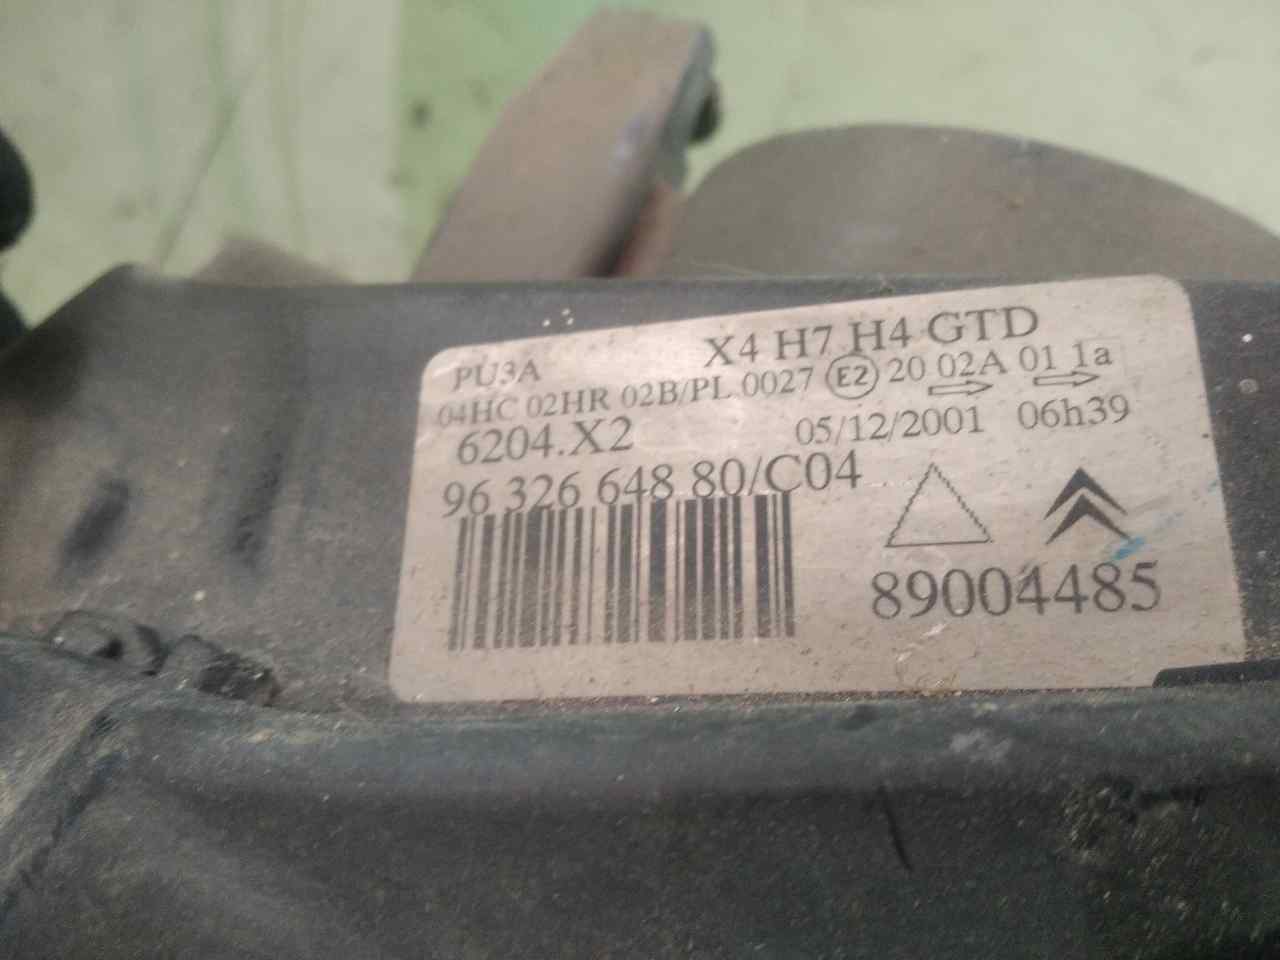 X4 H7 H4 GTD
PU3A
04HC 02HR 02B/PL 0027 E2 20 02A 01 1a
6204.X2 05/12/2001 06h39
96 326 648 80/C04
89004485